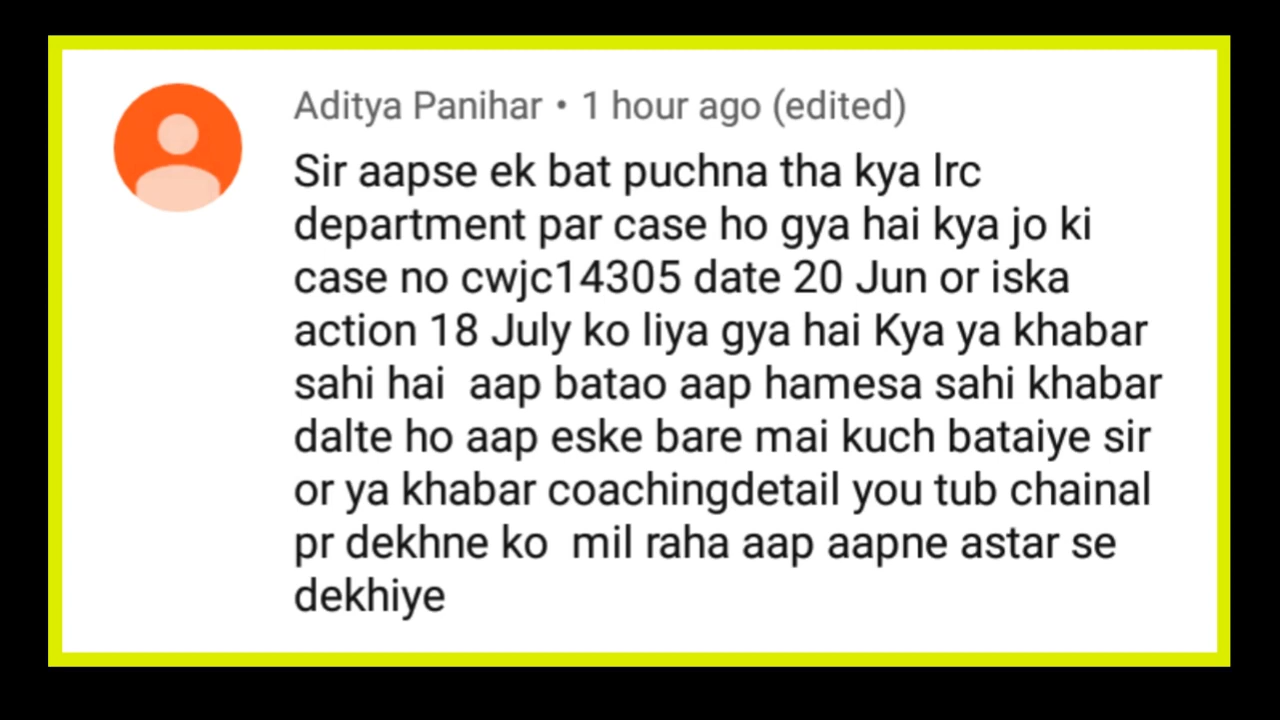 Aditya Panihar • 1 hour ago (edited)
Sir aapse ek bat puchna tha kya lrc
department par case ho gya hai kya jo ki
case no cwjc14305 date 20 Jun or iska
action 18 July ko liya gya hai Kya ya khabar
sahi hai  aap batao aap hamesa sahi khabar
dalte ho aap eske bare mai kuch bataiye sir
or ya khabar coachingdetail you tub chainal
pr dekhne ko  mil raha aap aapne astar se
dekhiye